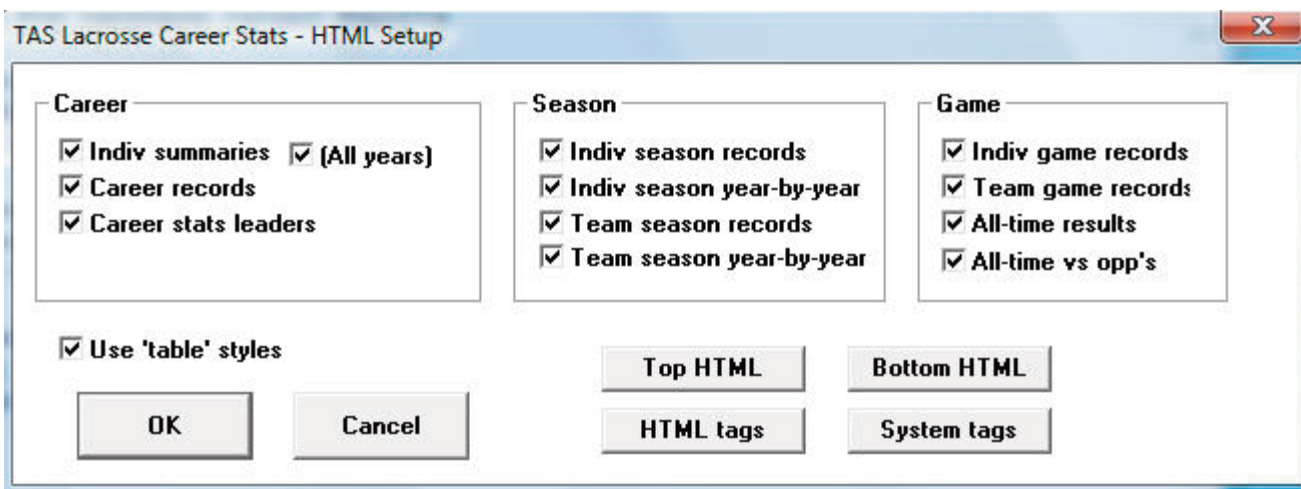 TAS Lacrosse Career Stats - HTML Setup
Career
Indiv summaries (All years)
Career records
Career stats leaders
Season
Indiv season records
Indiv season year-by-year
Team season records
Team season year-by-year
Game
Indiv game records
Team game records
All-time results
All-time vs opp's
Use 'table' styles
Top HTML Bottom HTML
OK Cancel
HTML tags System tags